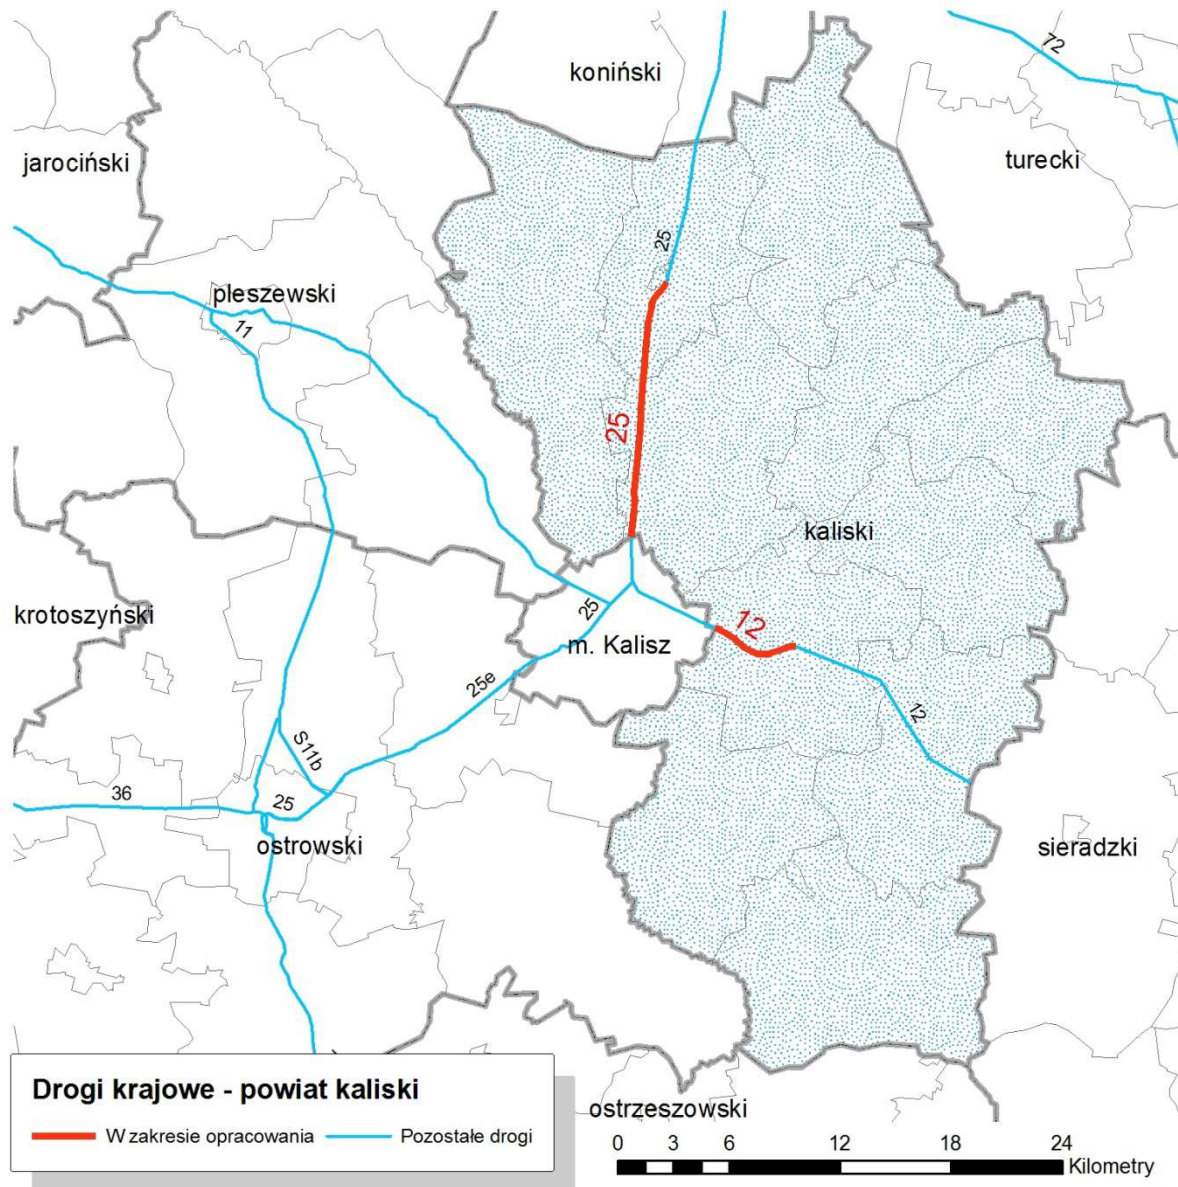 72
koniński
jarociński
turecki
25
pleszewski
11
25
kaliski
krotoszyński
25
12
m. Kalisz
25e
12
S11b
36
25
ostrowski
sieradzki
Drogi krajowe - powiat kaliski
W zakresie opracowania
Pozostałe drogi
ostrzeszowski
0 3 6 12 18 24
Kilometry